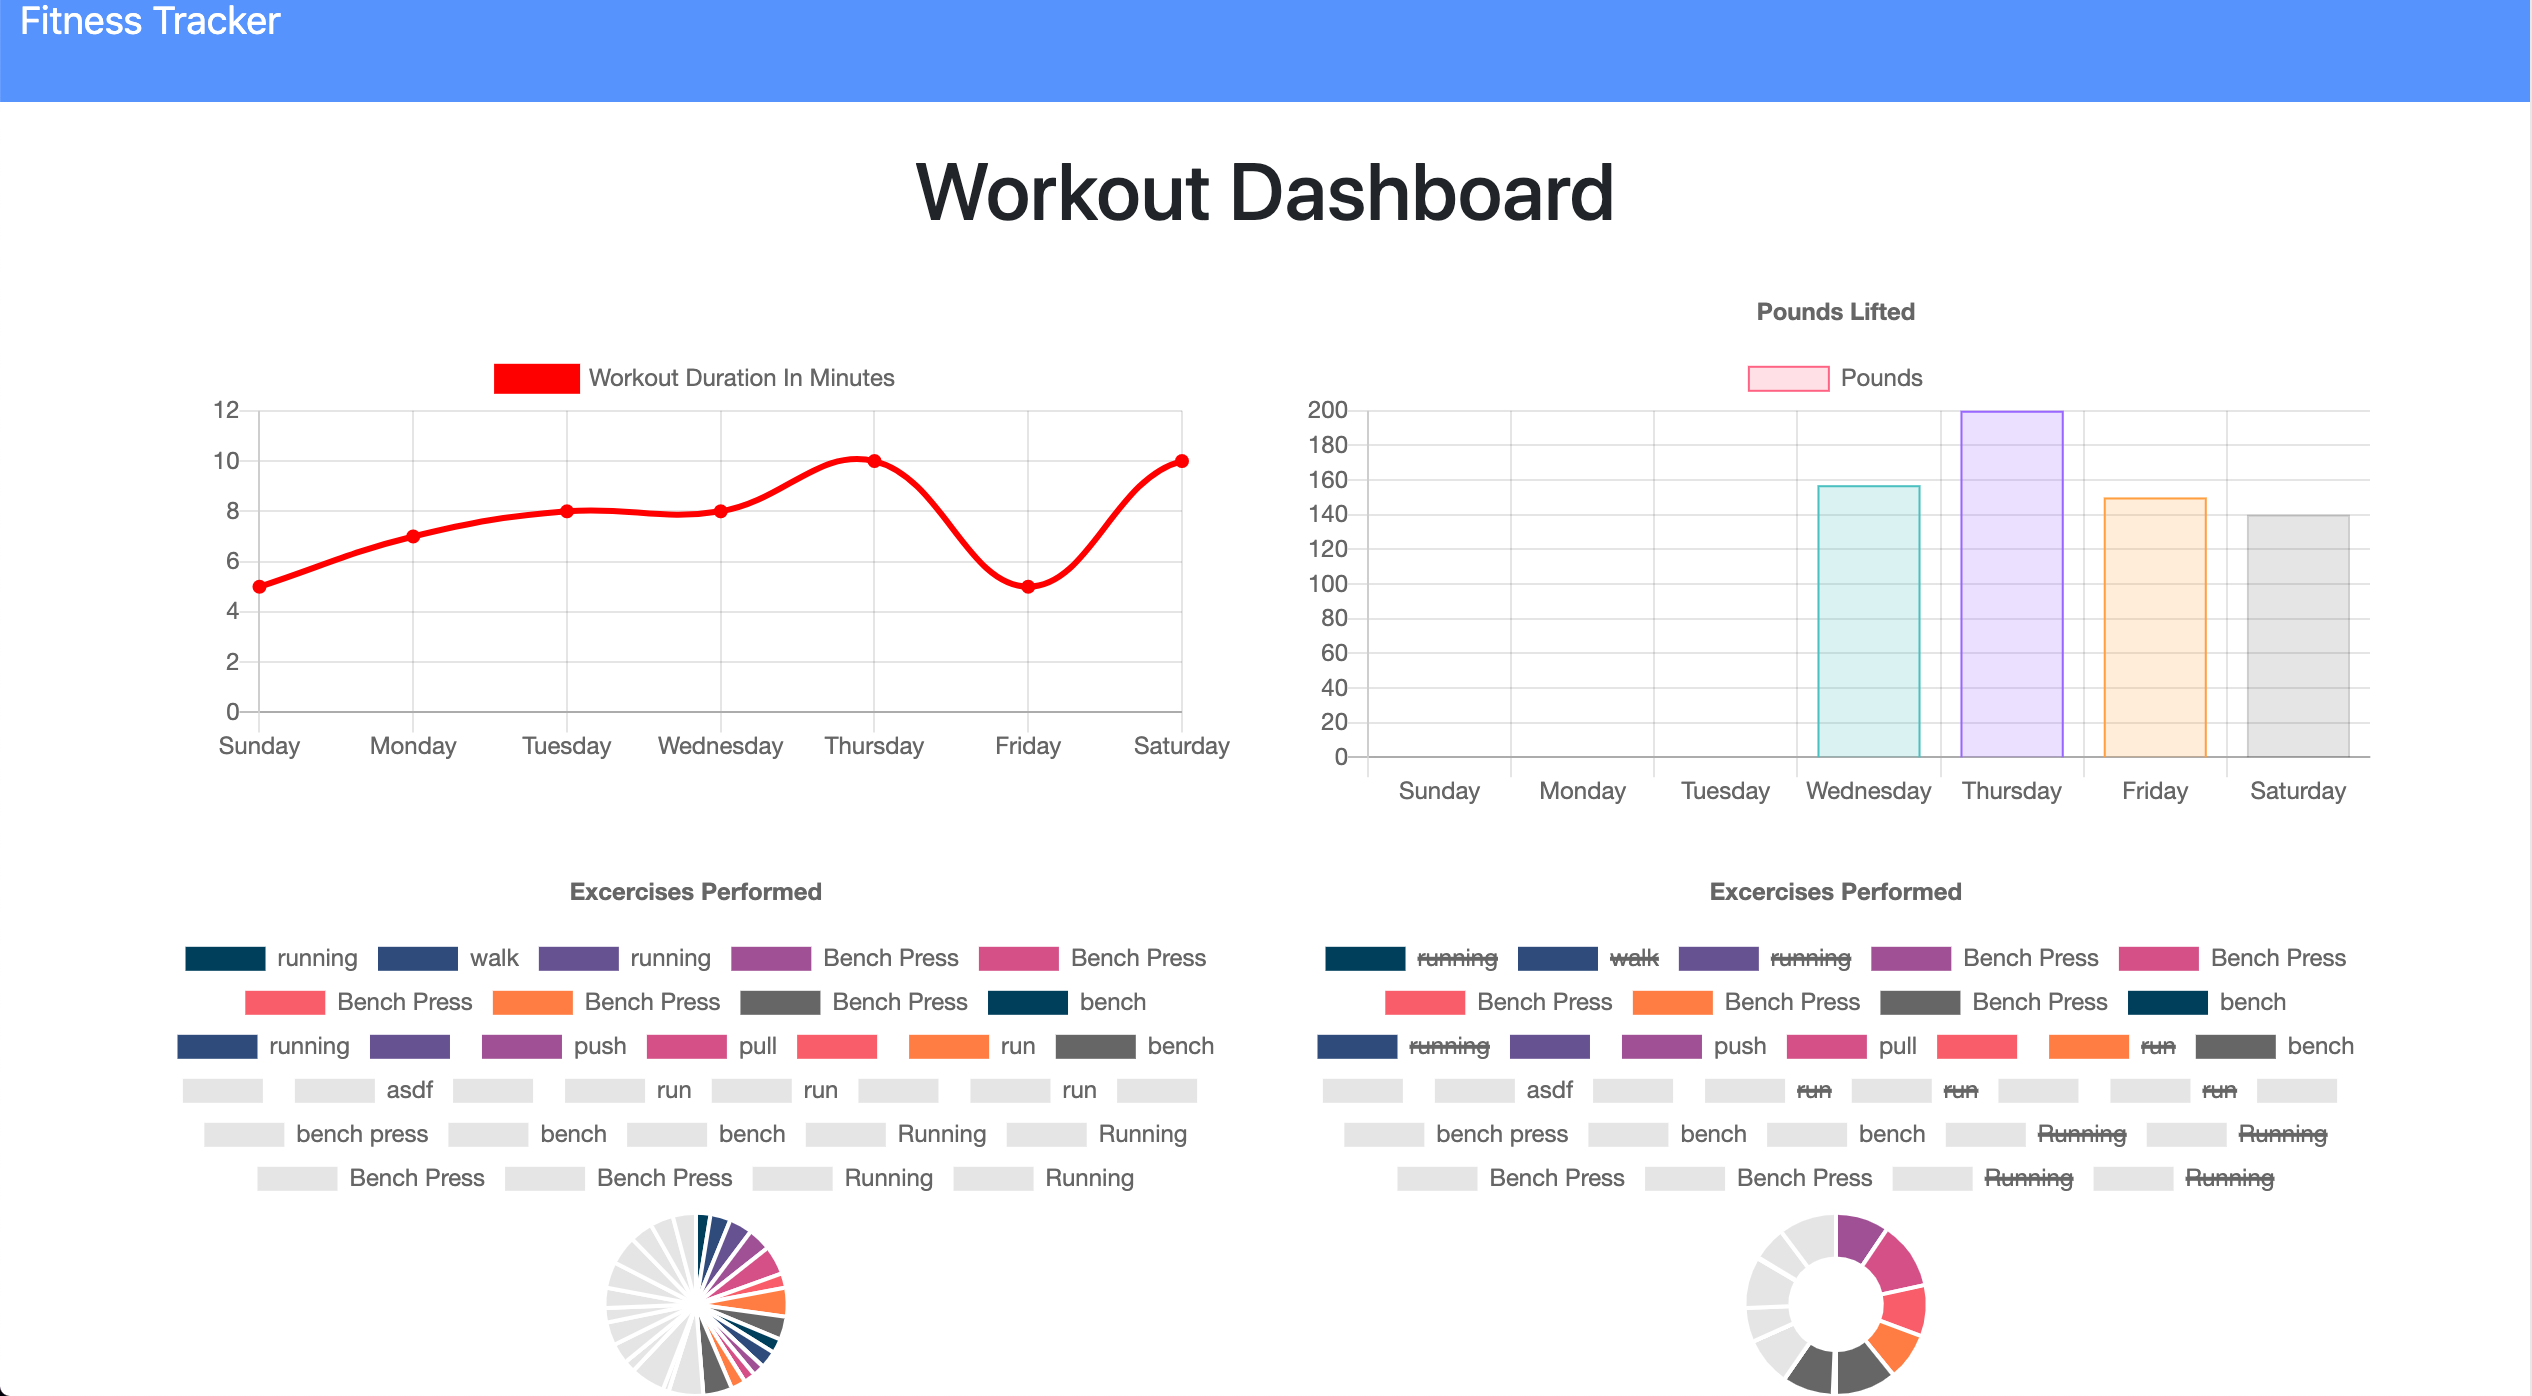 Fitness Tracker
Workout Dashboard
Workout Duration In Minutes
12
10
8
6
4
2
0
Sunday Monday Tuesday Wednesday Thursday Friday Saturday
Pounds Lifted
Pounds
200
180
160
140
120
100
80
60
40
20
0
Sunday Monday Tuesday Wednesday Thursday Friday Saturday
Excercises Performed
running walk running Bench Press Bench Press
Bench Press Bench Press Bench Press bench
running push pull run bench
asdf run run run
bench press bench bench Running Running
Bench Press Bench Press Running Running
Excercises Performed
running walk running Bench Press Bench Press
Bench Press Bench Press Bench Press bench
running push pull run bench
asdf run run run
bench press bench bench Running Running
Bench Press Bench Press Running Running